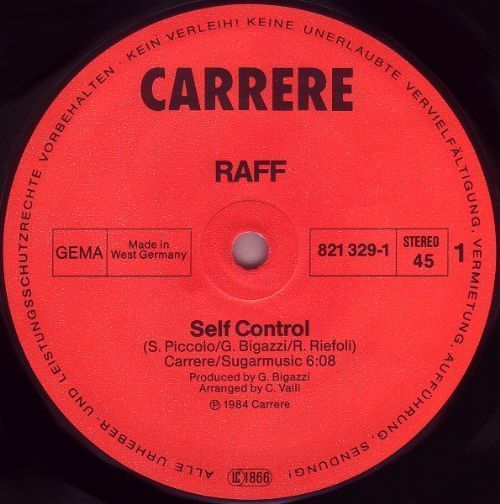 ALLE URHEBER- UND LEISTUNGSSCHUTZRECHTE VORBEHALTEN · KEIN VERLEIH! KEINE UNERLAUBTE VERVIELFÄLTIGUNG, VERMIETUNG, AUFFÜHRUNG, SENDUNG!
CARRERE
RAFF
GEMA
Made in
West Germany
821 329-1
STEREO
45
1
Self Control
(S. Piccolo/G. Bigazzi/R. Riefoli)
Carrere/Sugarmusic 6:08
Produced by G. Bigazzi
Arranged by C. Valli
℗ 1984 Carrere
LC 1866